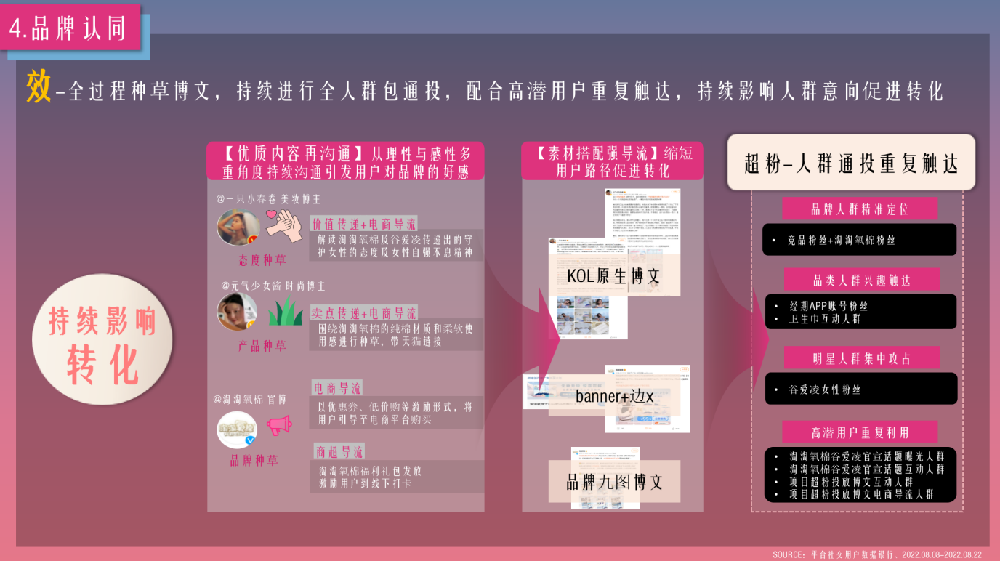 4.品牌认同
效-全过程种草博文，持续进行全人群包通投，配合高潜用户重复触达，持续影响人群意向促进转化
持续影响
转化
【优质内容再沟通】从理性与感性多
重角度持续沟通引发用户对品牌的好感
@一只小春卷 美妆博主
态度种草
价值传递+电商导流
解读淘淘氧棉及谷爱凌传递出的守
护女性的态度及女性自强不息精神
@元气少女酱 时尚博主
产品种草
卖点传递+电商导流
围绕淘淘氧棉的纯棉材质和柔软使
用感进行种草，带天猫链接
@淘淘氧棉 官博
品牌种草
电商导流
以优惠券、低价购等激励形式，将
用户引导至电商平台购买
商超导流
淘淘氧棉福利礼包发放
激励用户到线下打卡
【素材搭配强导流】缩短
用户路径促进转化
KOL原生博文
banner+边x
品牌九图博文
超粉-人群通投重复触达
品牌人群精准定位
• 竞品粉丝+淘淘氧棉粉丝
品类人群兴趣触达
• 经期APP账号粉丝
• 卫生巾互动人群
明星人群集中攻占
• 谷爱凌女性粉丝
高潜用户重复利用
• 淘淘氧棉谷爱凌官宣话题曝光人群
• 淘淘氧棉谷爱凌官宣话题互动人群
• 项目超粉投放博文互动人群
• 项目超粉投放博文电商导流人群
SOURCE：平台社交用户数据银行、2022.08.08-2022.08.22